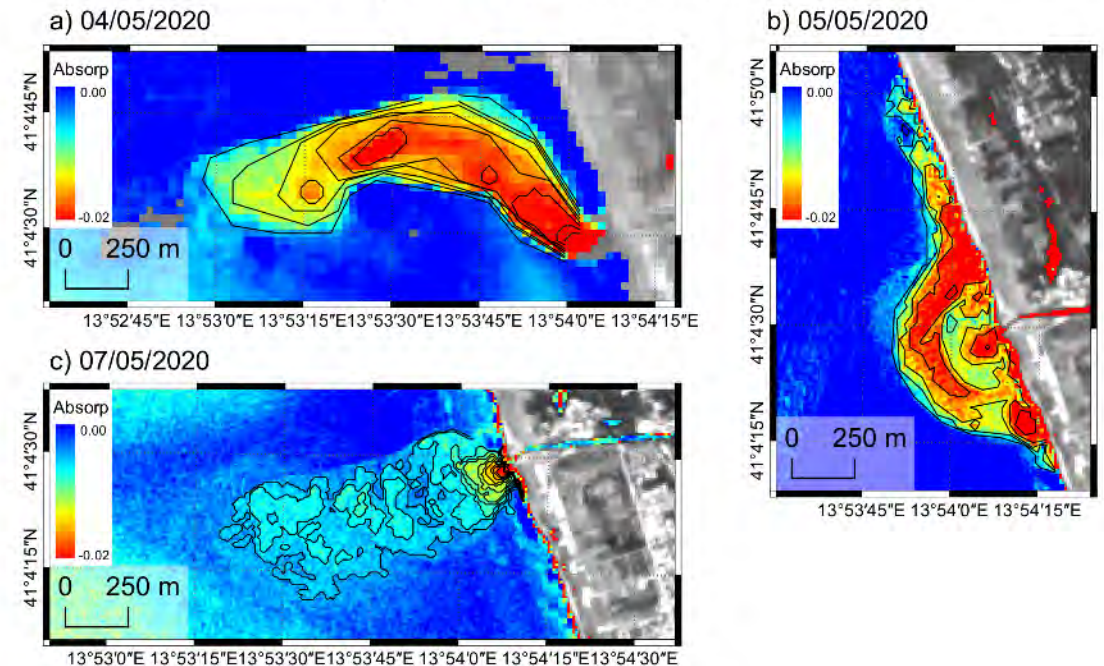 a) 04/05/2020
Absorp
0.00
-0.02
41°4'45"N
41°4'30"N
0 250 m
13°52'45"E 13°53'0"E 13°53'15"E 13°53'30"E 13°53'45"E 13°54'0"E 13°54'15"E
b) 05/05/2020
Absorp
0.00
-0.02
41°5'0"N
41°4'45"N
41°4'30"N
41°4'15"N
0 250 m
13°53'45"E 13°54'0"E 13°54'15"E
c) 07/05/2020
Absorp
0.00
-0.02
41°4'30"N
41°4'15"N
0 250 m
13°53'0"E 13°53'15"E 13°53'30"E 13°53'45"E 13°54'0"E 13°54'15"E 13°54'30"E